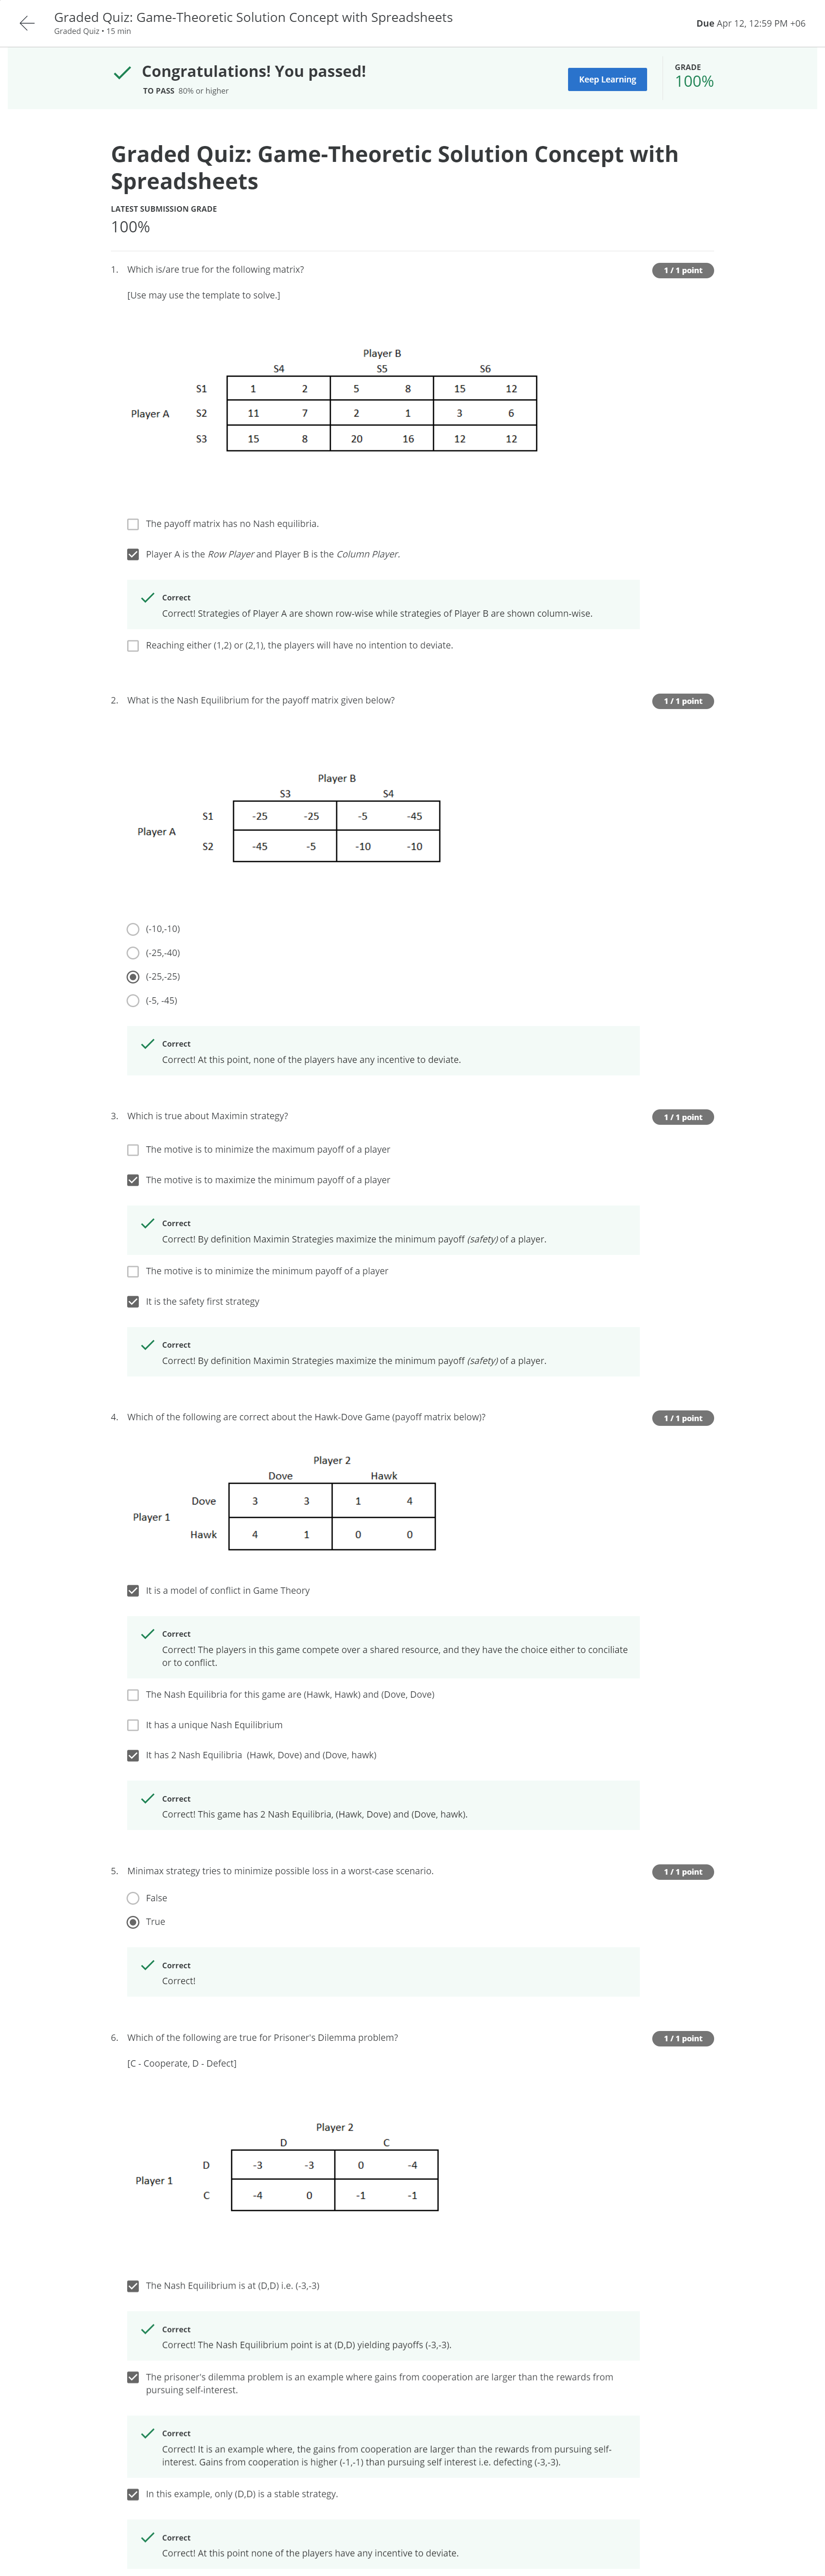 Graded Quiz: Game-Theoretic Solution Concept with Spreadsheets
Graded Quiz • 15 min
Due Apr 12, 12:59 PM +06
Congratulations! You passed!
TO PASS 80% or higher
Keep Learning
GRADE
100%
Graded Quiz: Game-Theoretic Solution Concept with
Spreadsheets
LATEST SUBMISSION GRADE
100%
1. Which is/are true for the following matrix?
1 / 1 point
[Use may use the template to solve.]
Player B
S4 S5 S6
S1 1 2 5 8 15 12
Player A S2 11 7 2 1 3 6
S3 15 8 20 16 12 12
The payoff matrix has no Nash equilibria.
Player A is the Row Player and Player B is the Column Player.
Correct
Correct! Strategies of Player A are shown row-wise while strategies of Player B are shown column-wise.
Reaching either (1,2) or (2,1), the players will have no intention to deviate.
2. What is the Nash Equilibrium for the payoff matrix given below?
1 / 1 point
Player B
S3 S4
S1 -25 -25 -5 -45
Player A
S2 -45 -5 -10 -10
(-10,-10)
(-25,-40)
(-25,-25)
(-5, -45)
Correct
Correct! At this point, none of the players have any incentive to deviate.
3. Which is true about Maximin strategy?
1 / 1 point
The motive is to minimize the maximum payoff of a player
The motive is to maximize the minimum payoff of a player
Correct
Correct! By definition Maximin Strategies maximize the minimum payoff (safety) of a player.
The motive is to minimize the minimum payoff of a player
It is the safety first strategy
Correct
Correct! By definition Maximin Strategies maximize the minimum payoff (safety) of a player.
4. Which of the following are correct about the Hawk-Dove Game (payoff matrix below)?
1 / 1 point
Player 2
Dove Hawk
Dove 3 3 1 4
Player 1
Hawk 4 1 0 0
It is a model of conflict in Game Theory
Correct
Correct! The players in this game compete over a shared resource, and they have the choice either to conciliate
or to conflict.
The Nash Equilibria for this game are (Hawk, Hawk) and (Dove, Dove)
It has a unique Nash Equilibrium
It has 2 Nash Equilibria (Hawk, Dove) and (Dove, hawk)
Correct
Correct! This game has 2 Nash Equilibria, (Hawk, Dove) and (Dove, hawk).
5. Minimax strategy tries to minimize possible loss in a worst-case scenario.
1 / 1 point
False
True
Correct
Correct!
6. Which of the following are true for Prisoner's Dilemma problem?
1 / 1 point
[C - Cooperate, D - Defect]
Player 2
D C
D -3 -3 0 -4
Player 1
C -4 0 -1 -1
The Nash Equilibrium is at (D,D) i.e. (-3,-3)
Correct
Correct! The Nash Equilibrium point is at (D,D) yielding payoffs (-3,-3).
The prisoner's dilemma problem is an example where gains from cooperation are larger than the rewards from
pursuing self-interest.
Correct
Correct! It is an example where, the gains from cooperation are larger than the rewards from pursuing self-
interest. Gains from cooperation is higher (-1,-1) than pursuing self interest i.e. defecting (-3,-3).
In this example, only (D,D) is a stable strategy.
Correct
Correct! At this point none of the players have any incentive to deviate.